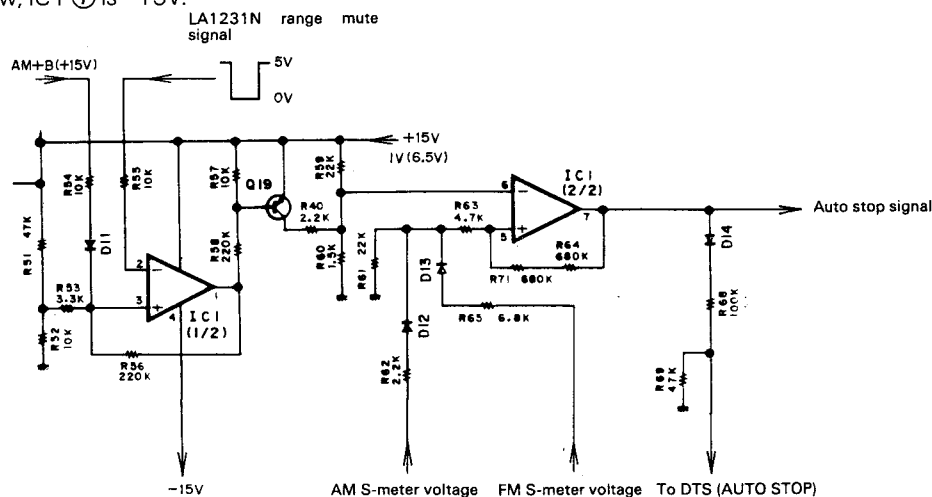 w, IC1 ⑦ is -15V.
LA1231N range mute
signal
5V
0V
AM+B(+15V)
+15V
1V(6.5V)
R54
10K
R55
10K
R57
10K
Q19
R59
22K
IC1
(2/2)
R51 47K
D11
R58
220K
R40
2.2K
R60
1.5K
R61 22K
R63
4.7K
6
5
7
Auto stop signal
R64
680K
R71 680K
D14
R53
3.3K
2
3
4
1
IC1
(1/2)
R52
10K
R56
220K
D13
R65 6.8K
D12
R62
2.2K
R68
100K
R69
47K
-15V
AM S-meter voltage
FM S-meter voltage
To DTS (AUTO STOP)